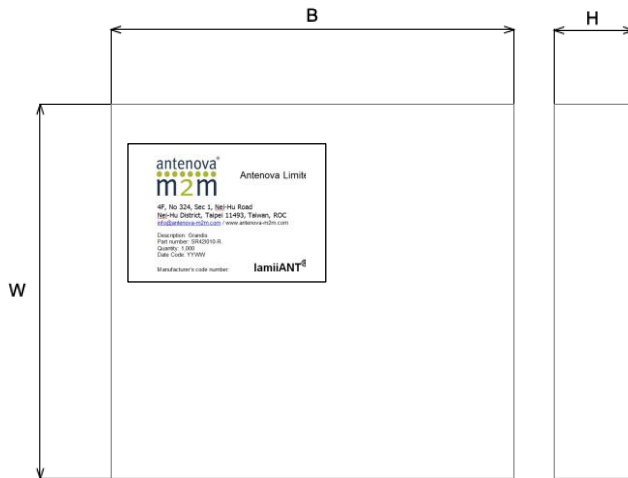 B
H
W
antenova®
m2m
Antenova Limite
4F, No 324, Sec 1, Nei-Hu Road
Nei-Hu District, Taipei 11493, Taiwan, ROC
info@antenova-m2m.com / www.antenova-m2m.com
Description: Grandis
Part number: SR42I010-R
Quantity: 1,000
Date Code: YYWW
Manufacturer's code number:
lamiiANT